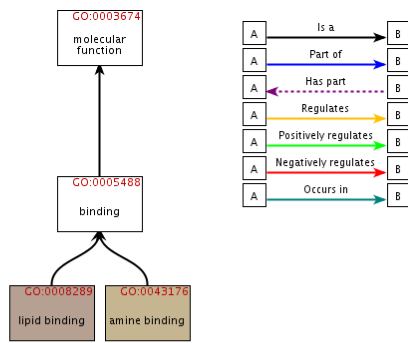 GO:0003674
molecular
function
GO:0005488
binding
GO:0008289
lipid binding
GO:0043176
amine binding
A Is a B
A Part of B
A Has part B
A Regulates B
A Positively regulates B
A Negatively regulates B
A Occurs in B